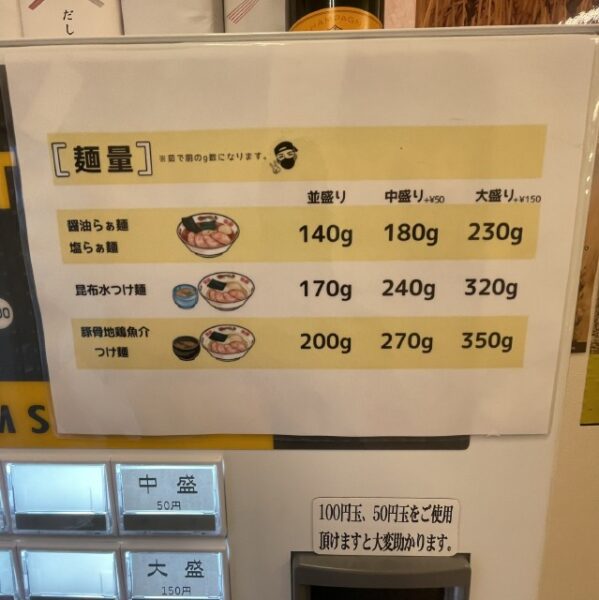 だし
CHAMPAGN
[麺量] ※茹で前のg数になります。
並盛り 中盛り+¥50 大盛り+¥150
醤油らぁ麺
塩らぁ麺
140g 180g 230g
昆布水つけ麺 170g 240g 320g
豚骨地鶏魚介
つけ麺
200g 270g 350g
M S
中盛
50円
大盛
150円
100円玉、50円玉をご使用
頂けますと大変助かります。